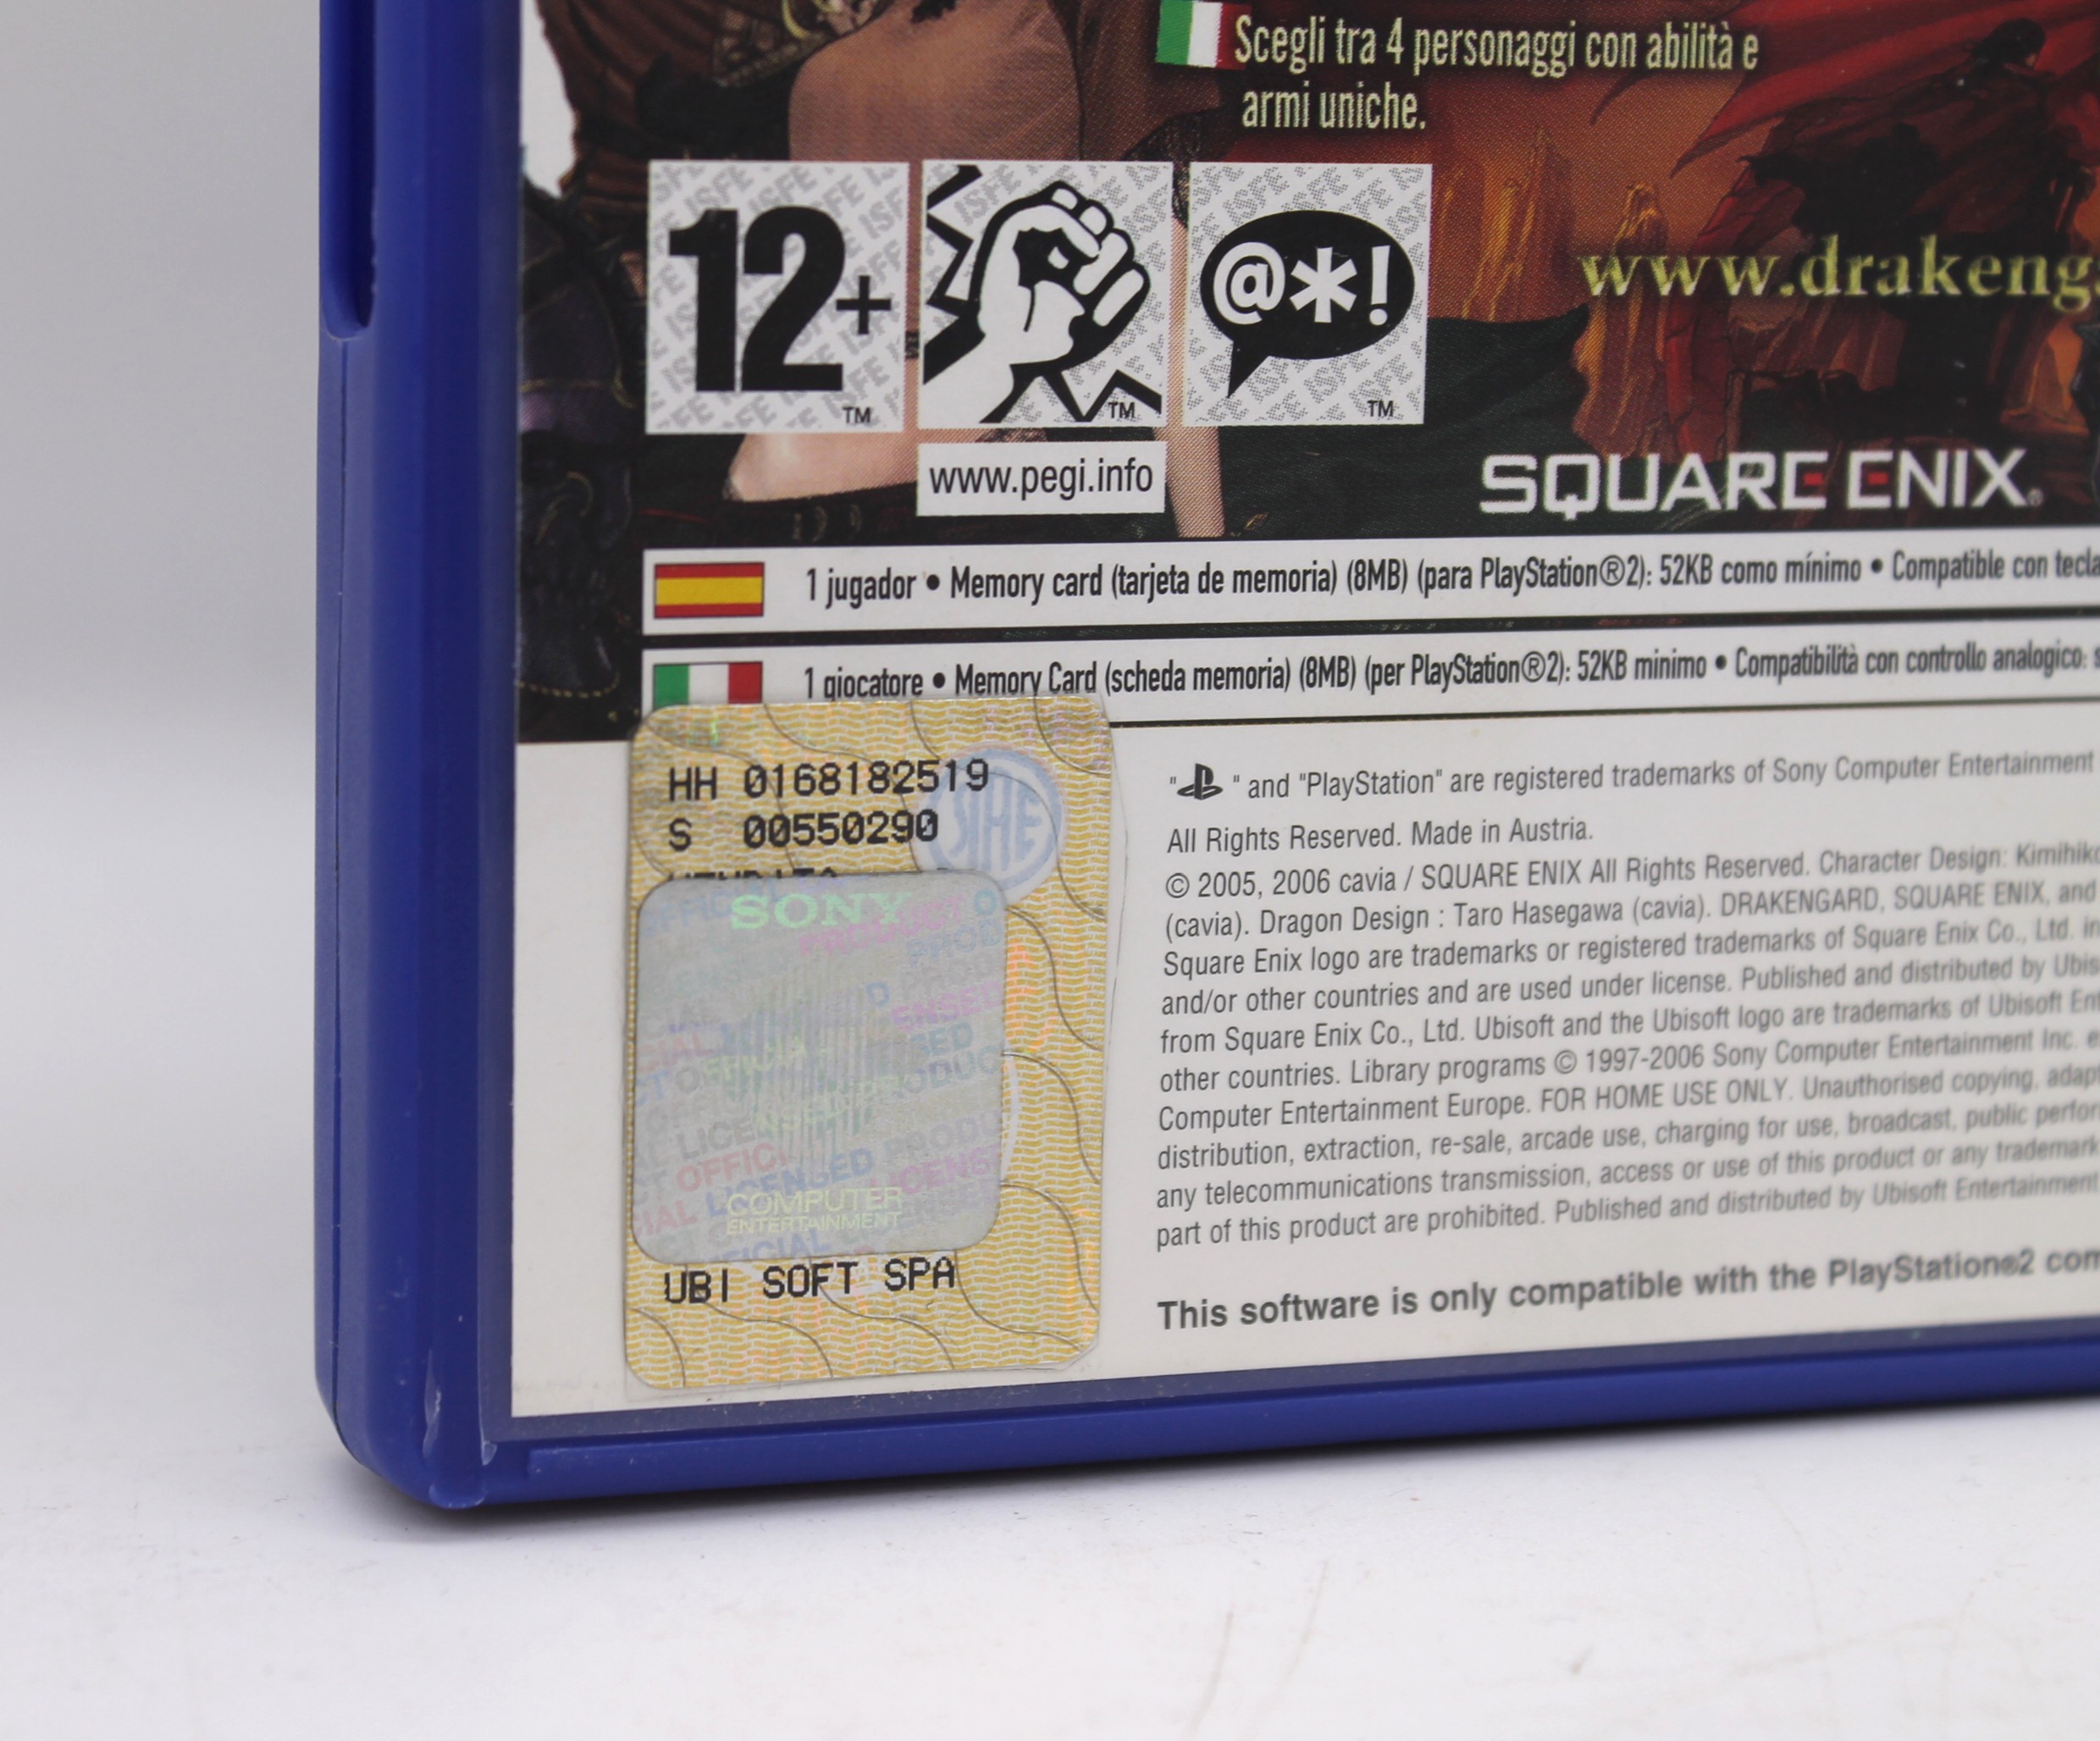 Scegli tra 4 personaggi con abilità e
armi uniche.
12+
TM
TM
@*!
TM
www.drakeng
www.pegi.info
SQUARE ENIX®
1 jugador • Memory card (tarjeta de memoria) (8MB) (para PlayStation®2): 52KB como mínimo • Compatible con tecla
1 giocatore • Memory Card (scheda memoria) (8MB) (per PlayStation®2): 52KB minimo • Compatibilità con controllo analogico: s
HH 0168182519
S 00550290
SIAE
SONY
COMPUTER
ENTERTAINMENT
UBI SOFT SPA
" " and "PlayStation" are registered trademarks of Sony Computer Entertainment
All Rights Reserved. Made in Austria.
© 2005, 2006 cavia / SQUARE ENIX All Rights Reserved. Character Design: Kimihiko
(cavia). Dragon Design : Taro Hasegawa (cavia). DRAKENGARD, SQUARE ENIX, and
Square Enix logo are trademarks or registered trademarks of Square Enix Co., Ltd. in
and/or other countries and are used under license. Published and distributed by Ubis
from Square Enix Co., Ltd. Ubisoft and the Ubisoft logo are trademarks of Ubisoft Ent
other countries. Library programs © 1997-2006 Sony Computer Entertainment Inc. e
Computer Entertainment Europe. FOR HOME USE ONLY. Unauthorised copying, adapt
distribution, extraction, re-sale, arcade use, charging for use, broadcast, public perfor
any telecommunications transmission, access or use of this product or any trademark
part of this product are prohibited. Published and distributed by Ubisoft Entertainment
This software is only compatible with the PlayStation®2 com